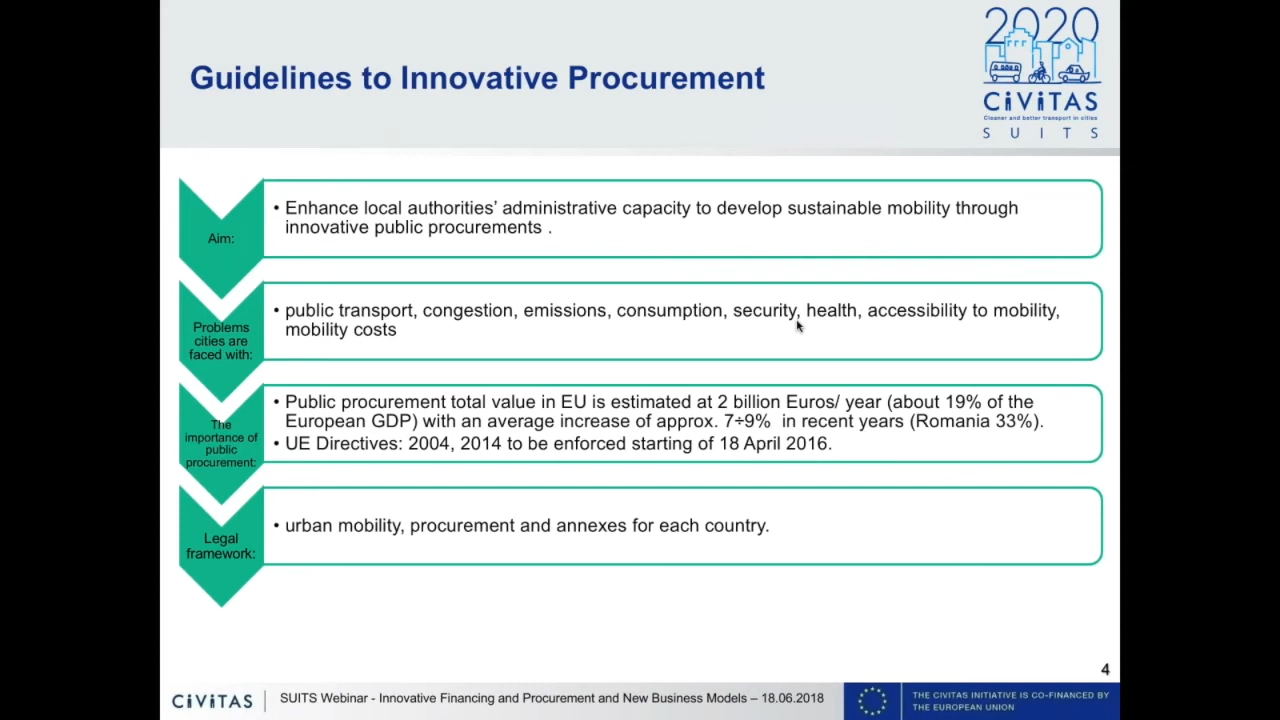 Guidelines to Innovative Procurement
2020
CiViTAS
Cleaner and better transport in cities
S U I T S
Aim:
• Enhance local authorities’ administrative capacity to develop sustainable mobility through
innovative public procurements .
Problems
cities are
faced with:
• public transport, congestion, emissions, consumption, security, health, accessibility to mobility,
mobility costs
The
importance of
public
procurement:
• Public procurement total value in EU is estimated at 2 billion Euros/ year (about 19% of the
European GDP) with an average increase of approx. 7÷9%  in recent years (Romania 33%).
• UE Directives: 2004, 2014 to be enforced starting of 18 April 2016.
Legal
framework:
• urban mobility, procurement and annexes for each country.
4
CiViTAS
SUITS Webinar - Innovative Financing and Procurement and New Business Models – 18.06.2018
THE CIVITAS INITIATIVE IS CO-FINANCED BY
THE EUROPEAN UNION